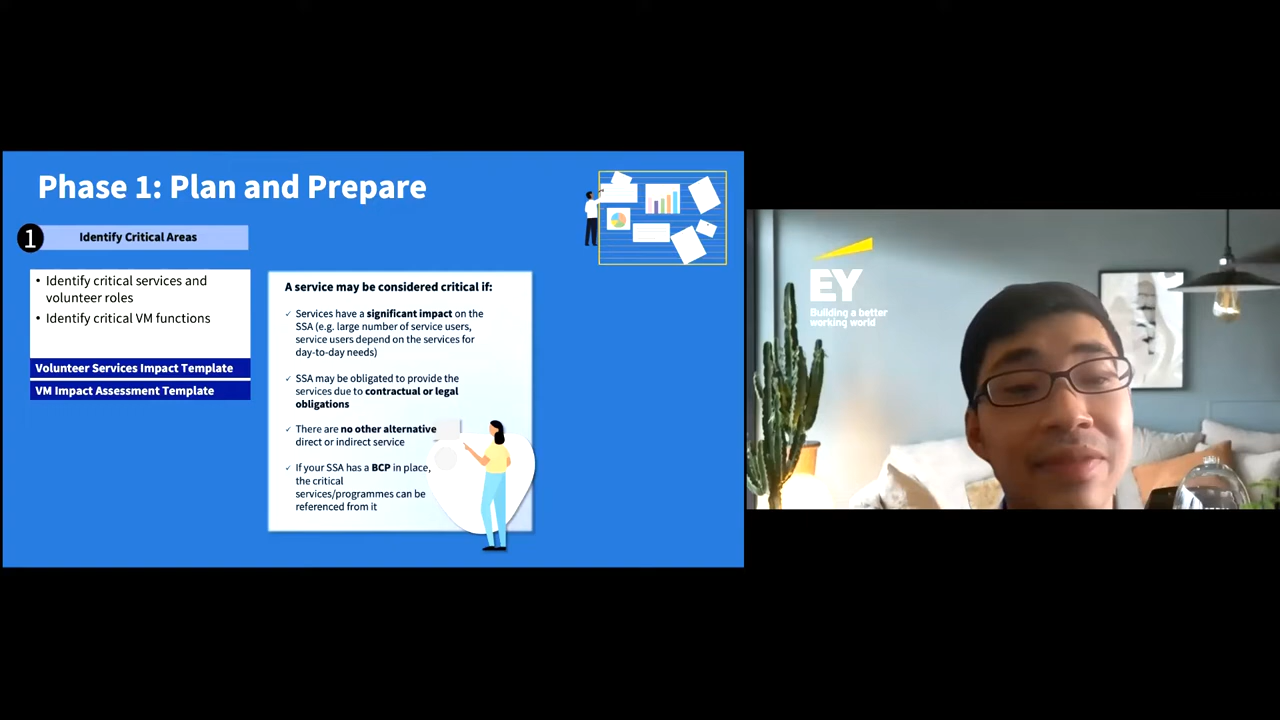 Phase 1: Plan and Prepare
1
Identify Critical Areas
• Identify critical services and
volunteer roles
• Identify critical VM functions
Volunteer Services Impact Template
VM Impact Assessment Template
A service may be considered critical if:
✓ Services have a significant impact on the
SSA (e.g. large number of service users,
service users depend on the services for
day-to-day needs)
✓ SSA may be obligated to provide the
services due to contractual or legal
obligations
✓ There are no other alternative
direct or indirect service
✓ If your SSA has a BCP in place,
the critical
services/programmes can be
referenced from it
EY
Building a better
working world